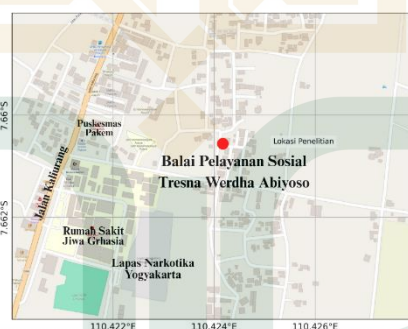 7.66°S
Puskesmas
Pakem
Lokasi Penelitian
Balai Pelayanan Sosial
Tresna Werdha Abiyoso
Jalan Kaliurang
7.662°S
Rumah Sakit
Jiwa Grhasia
Lapas Narkotika
Yogyakarta
110.422°E
110.424°E
110.426°E